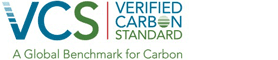 VCS
VERIFIED
CARBON
STANDARD
A Global Benchmark for Carbon